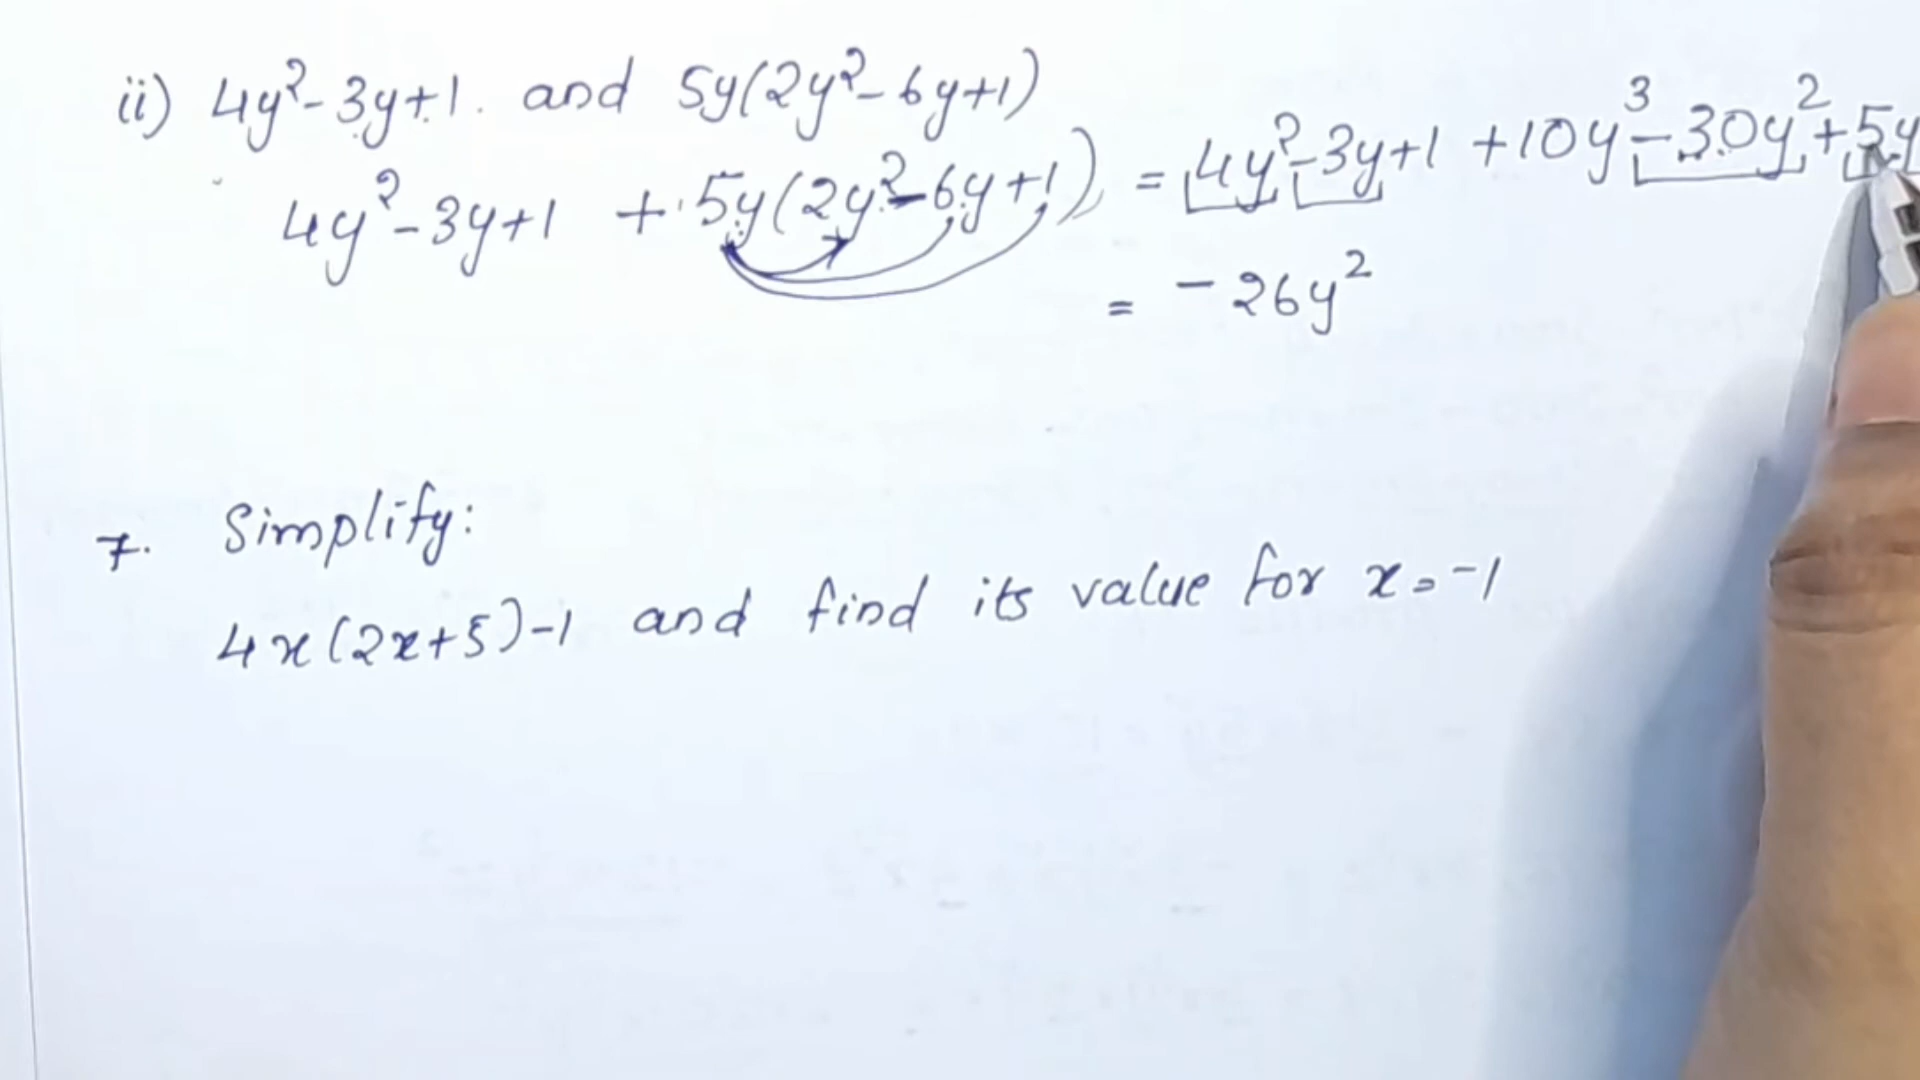 ii) 4y²-3y+1. and 5y(2y²-6y+1)
4y²-3y+1 + 5y(2y²-6y+1) = 4y²-3y+1 +10y³-30y²+5y
= -26y²
7. Simplify:
4x(2x+5)-1 and find its value for x=-1